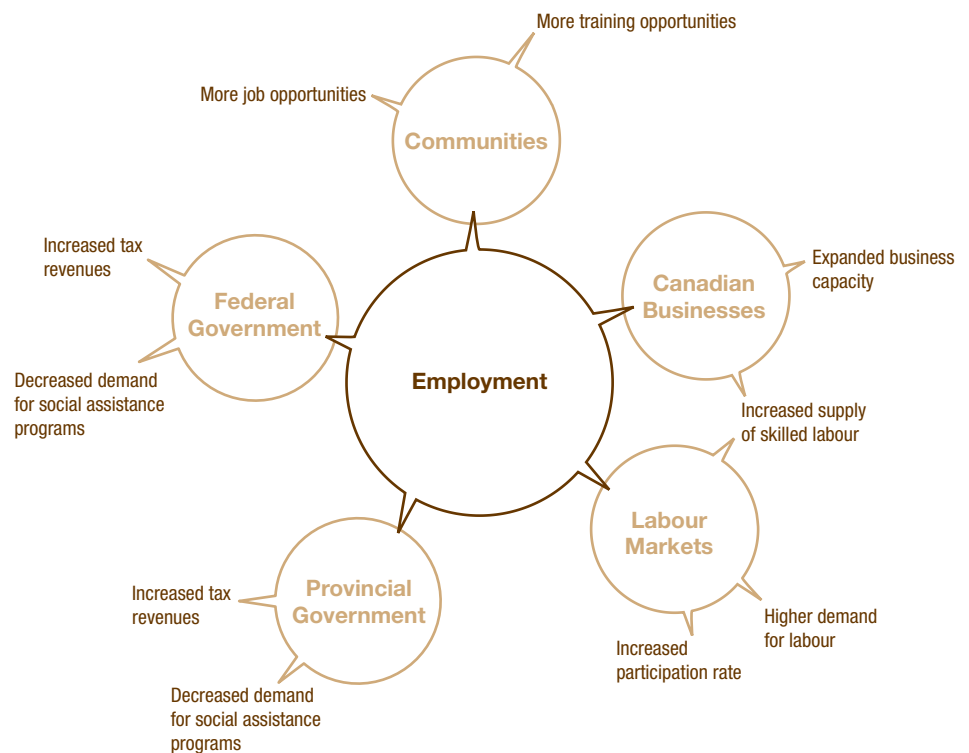 More training opportunities
More job opportunities
Communities
Increased tax
revenues
Federal
Government
Decreased demand
for social assistance
programs
Canadian
Businesses
Expanded business
capacity
Employment
Increased supply
of skilled labour
Labour
Markets
Higher demand
for labour
Increased
participation rate
Provincial
Government
Increased tax
revenues
Decreased demand
for social assistance
programs